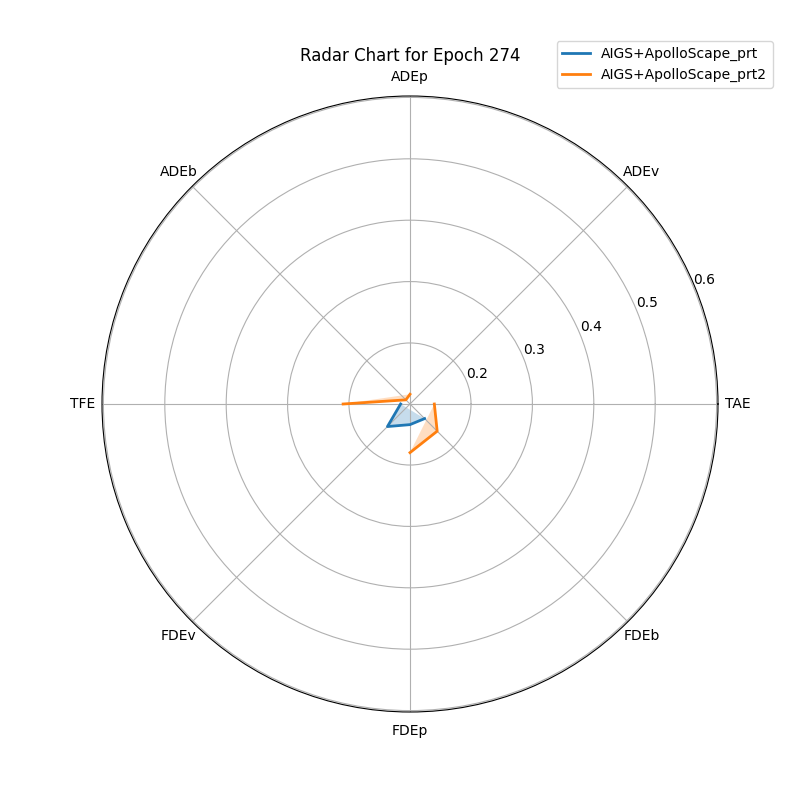 Radar Chart for Epoch 274
AIGS+ApolloScape_prt
AIGS+ApolloScape_prt2
ADEp
ADEb
ADEv
0.6
0.5
0.4
0.3
0.2
TFE
TAE
FDEv
FDEb
FDEp